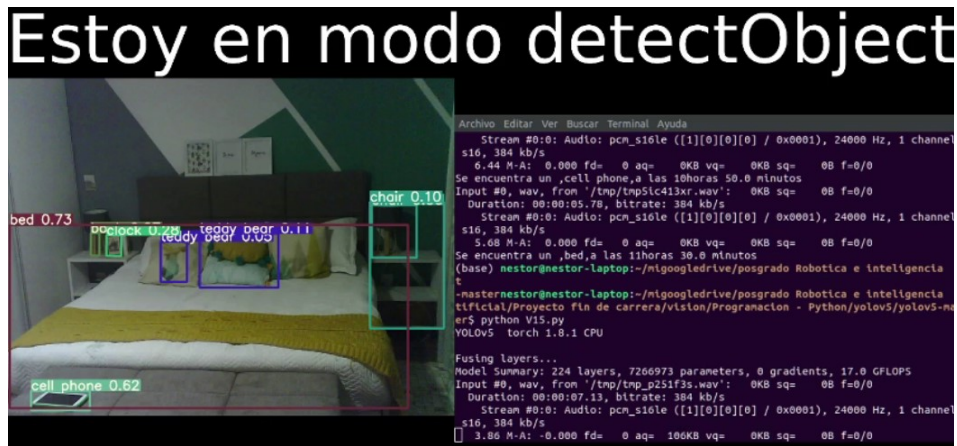 Estoy en modo detectObject
Archivo Editar Ver Buscar Terminal Ayuda
Stream #0:0: Audio: pcm_s16le ([1][0][0][0] / 0x0001), 24000 Hz, 1 channel
s16, 384 kb/s
6.44 M-A: 0.000 fd= 0 aq= 0KB vq= 0KB sq= 0B f=0/0
Se encuentra un ,cell phone,a las 10horas 50.0 minutos
Input #0, wav, from '/tmp/tmp5ic413xr.wav': 0KB sq= 0B f=0/0
Duration: 00:00:05.78, bitrate: 384 kb/s
Stream #0:0: Audio: pcm_s16le ([1][0][0][0] / 0x0001), 24000 Hz, 1 channel
s16, 384 kb/s
5.68 M-A: 0.000 fd= 0 aq= 0KB vq= 0KB sq= 0B f=0/0
Se encuentra un ,bed,a las 11horas 30.0 minutos
(base) nestor@nestor-laptop:~/migoogledrive/posgrado Robotica e inteligencia
t
-masternestor@nestor-laptop:~/migoogledrive/posgrado Robotica e inteligencia
tificial/Proyecto fin de carrera/vision/Programacion - Python/yolov5/yolov5-ma
er$ python V15.py
YOLOv5 torch 1.8.1 CPU
Fusing layers...
Model Summary: 224 layers, 7266973 parameters, 0 gradients, 17.0 GFLOPS
Input #0, wav, from '/tmp/tmp_p251f3s.wav': 0KB sq= 0B f=0/0
Duration: 00:00:07.13, bitrate: 384 kb/s
Stream #0:0: Audio: pcm_s16le ([1][0][0][0] / 0x0001), 24000 Hz, 1 channel
s16, 384 kb/s
3.86 M-A: -0.000 fd= 0 aq= 106KB vq= 0KB sq= 0B f=0/0
chair 0.10
bed 0.73
clock 0.28
teddy bear 0.11
teddy bear 0.05
cell phone 0.62